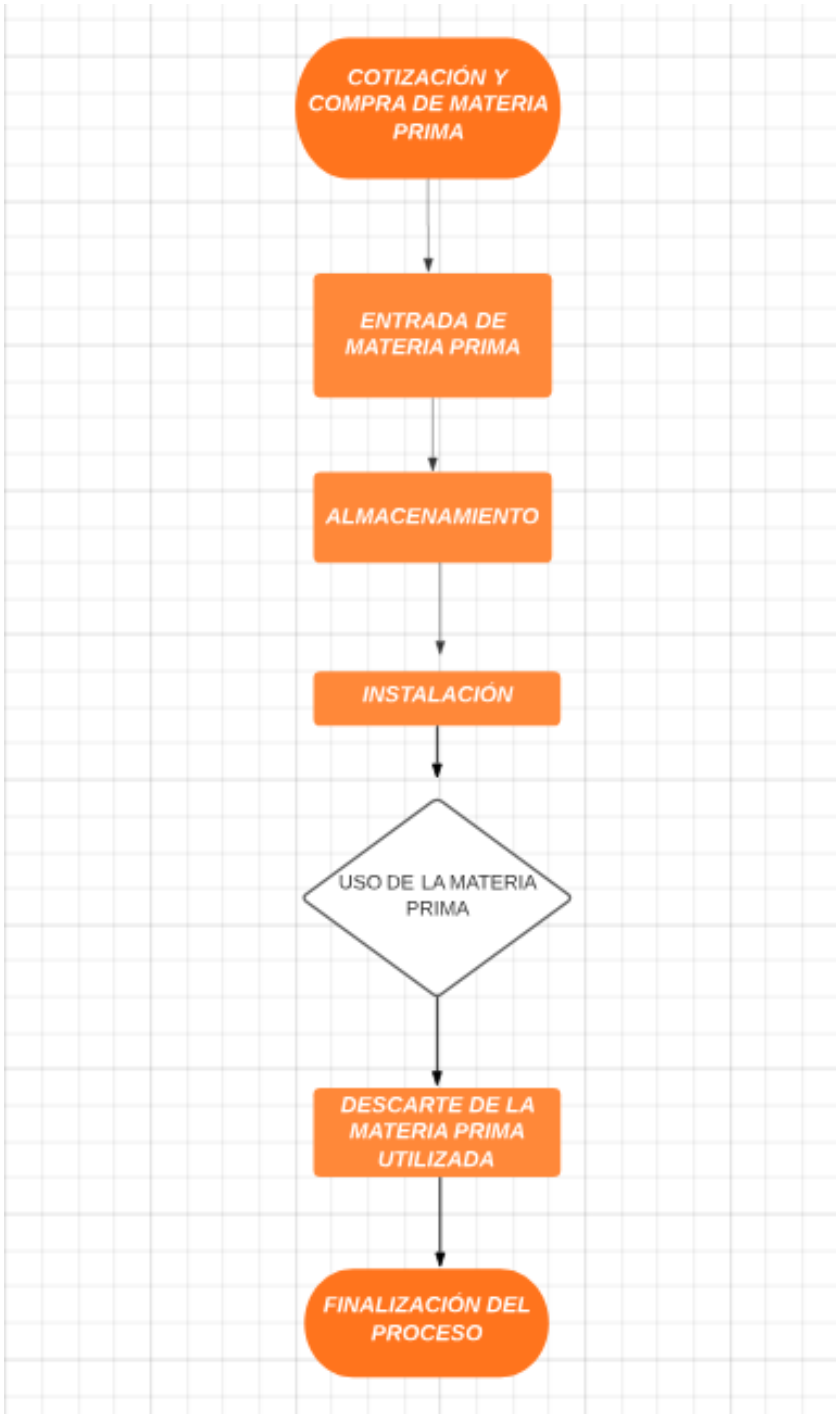 COTIZACIÓN Y
COMPRA DE MATERIA
PRIMA
ENTRADA DE
MATERIA PRIMA
ALMACENAMIENTO
INSTALACIÓN
USO DE LA MATERIA
PRIMA
DESCARTE DE LA
MATERIA PRIMA
UTILIZADA
FINALIZACIÓN DEL
PROCESO